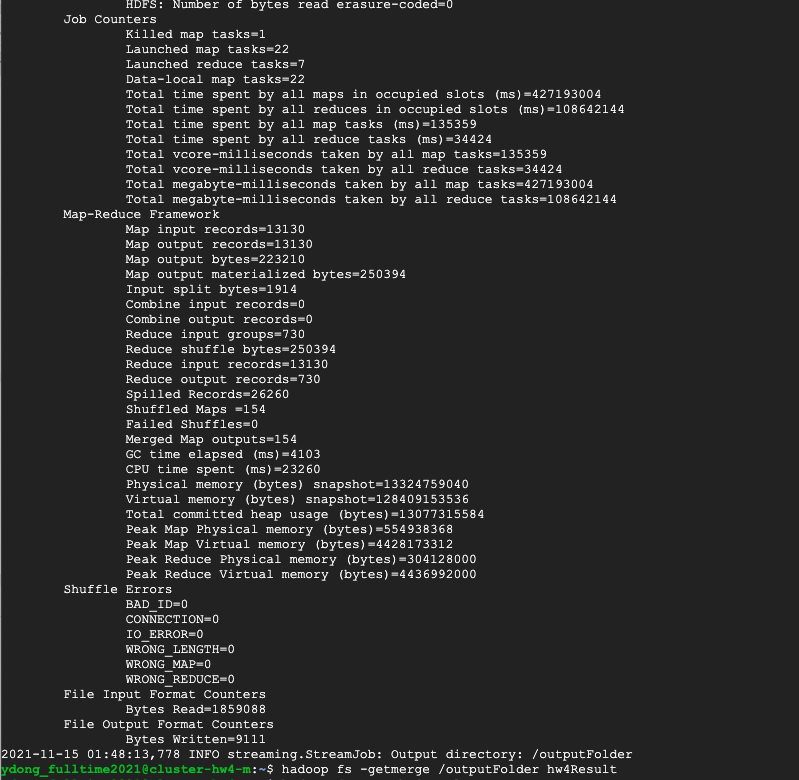 HDFS: Number of bytes read erasure-coded=0
Job Counters
Killed map tasks=1
Launched map tasks=22
Launched reduce tasks=7
Data-local map tasks=22
Total time spent by all maps in occupied slots (ms)=427193004
Total time spent by all reduces in occupied slots (ms)=108642144
Total time spent by all map tasks (ms)=135359
Total time spent by all reduce tasks (ms)=34424
Total vcore-milliseconds taken by all map tasks=135359
Total vcore-milliseconds taken by all reduce tasks=34424
Total megabyte-milliseconds taken by all map tasks=427193004
Total megabyte-milliseconds taken by all reduce tasks=108642144
Map-Reduce Framework
Map input records=13130
Map output records=13130
Map output bytes=223210
Map output materialized bytes=250394
Input split bytes=1914
Combine input records=0
Combine output records=0
Reduce input groups=730
Reduce shuffle bytes=250394
Reduce input records=13130
Reduce output records=730
Spilled Records=26260
Shuffled Maps =154
Failed Shuffles=0
Merged Map outputs=154
GC time elapsed (ms)=4103
CPU time spent (ms)=23260
Physical memory (bytes) snapshot=13324759040
Virtual memory (bytes) snapshot=128409153536
Total committed heap usage (bytes)=13077315584
Peak Map Physical memory (bytes)=554938368
Peak Map Virtual memory (bytes)=4428173312
Peak Reduce Physical memory (bytes)=304128000
Peak Reduce Virtual memory (bytes)=4436992000
Shuffle Errors
BAD_ID=0
CONNECTION=0
IO_ERROR=0
WRONG_LENGTH=0
WRONG_MAP=0
WRONG_REDUCE=0
File Input Format Counters
Bytes Read=1859088
File Output Format Counters
Bytes Written=9111
2021-11-15 01:48:13,778 INFO streaming.StreamJob: Output directory: /outputFolder
ydong_fulltime2021@cluster-hw4-m:~$ hadoop fs -getmerge /outputFolder hw4Result